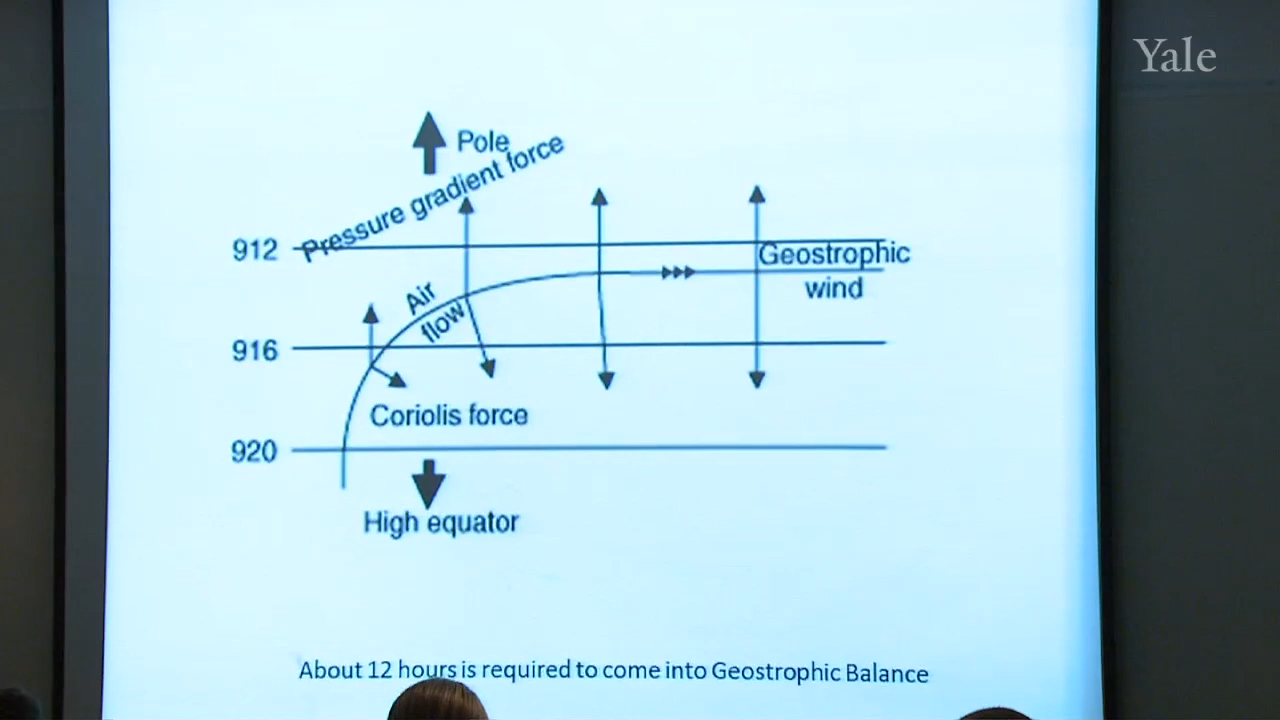 Yale
Pole
Pressure gradient force
912
Geostrophic
wind
Air
flow
916
Coriolis force
920
High equator
About 12 hours is required to come into Geostrophic Balance